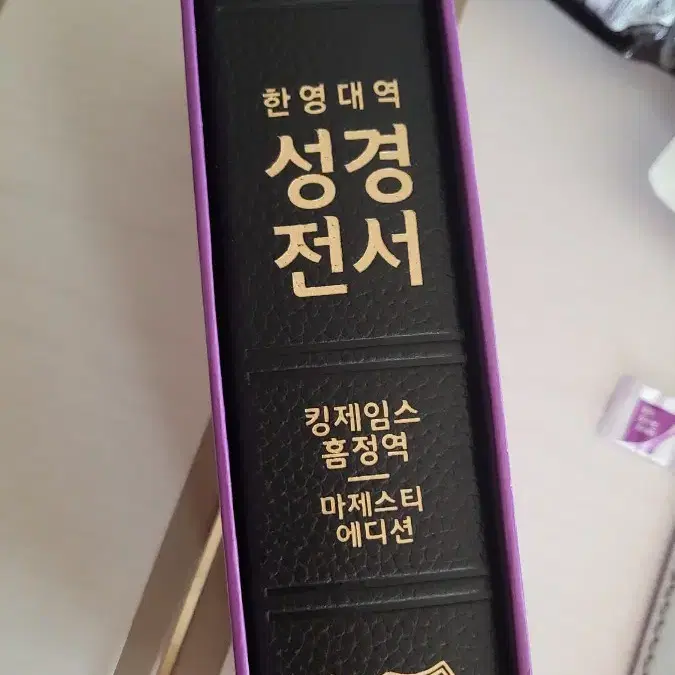 한영대역
성경
전서
킹제임스
흠정역
마제스티
에디션